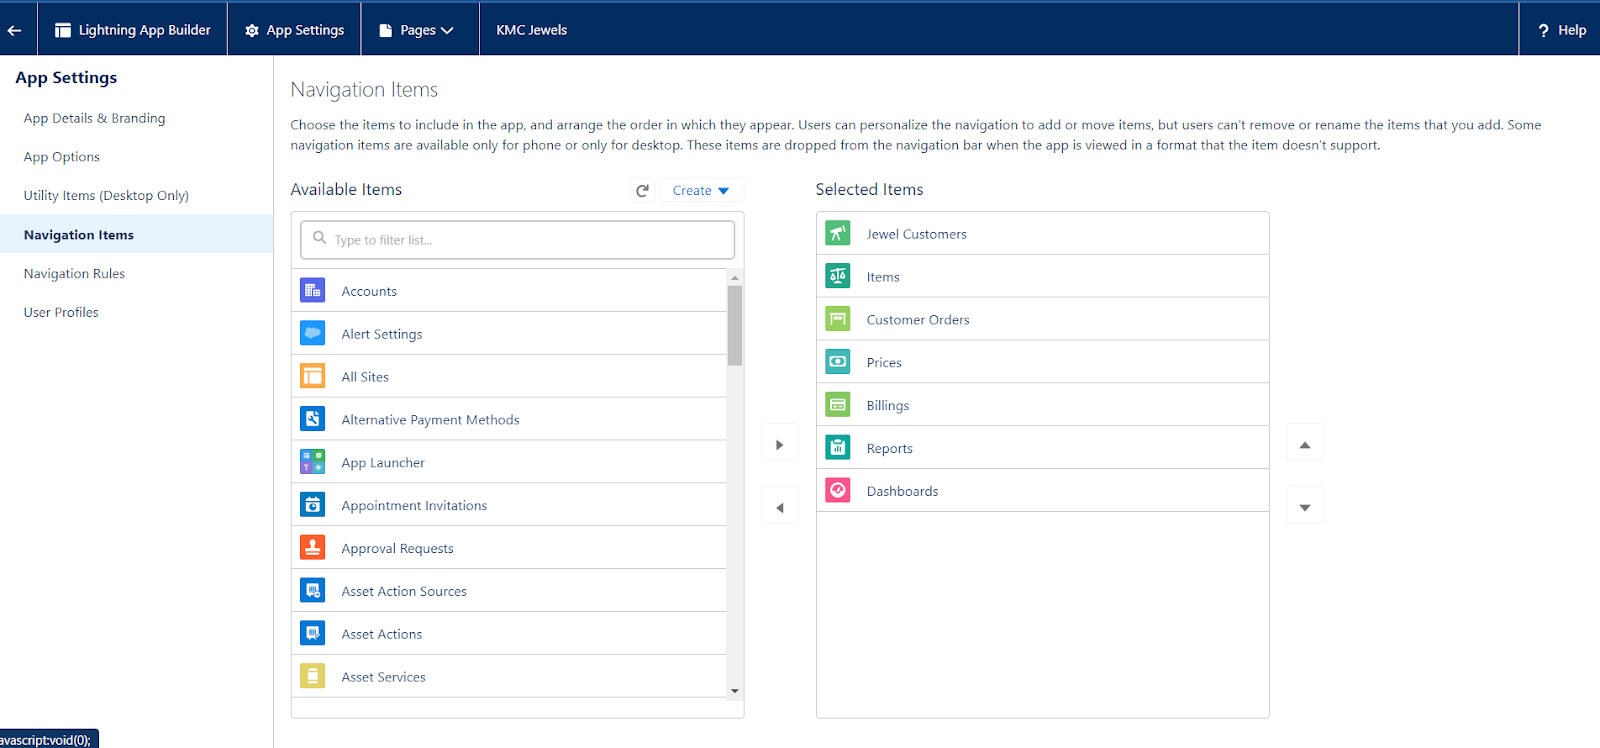 Lightning App Builder
App Settings
Pages
KMC Jewels
? Help
App Settings
App Details & Branding
App Options
Utility Items (Desktop Only)
Navigation Items
Navigation Rules
User Profiles
Navigation Items
Choose the items to include in the app, and arrange the order in which they appear. Users can personalize the navigation to add or move items, but users can't remove or rename the items that you add. Some
navigation items are available only for phone or only for desktop. These items are dropped from the navigation bar when the app is viewed in a format that the item doesn't support.
Available Items
Create
Type to filter list...
Accounts
Alert Settings
All Sites
Alternative Payment Methods
App Launcher
Appointment Invitations
Approval Requests
Asset Action Sources
Asset Actions
Asset Services
Selected Items
Jewel Customers
Items
Customer Orders
Prices
Billings
Reports
Dashboards
avascript:void(0);